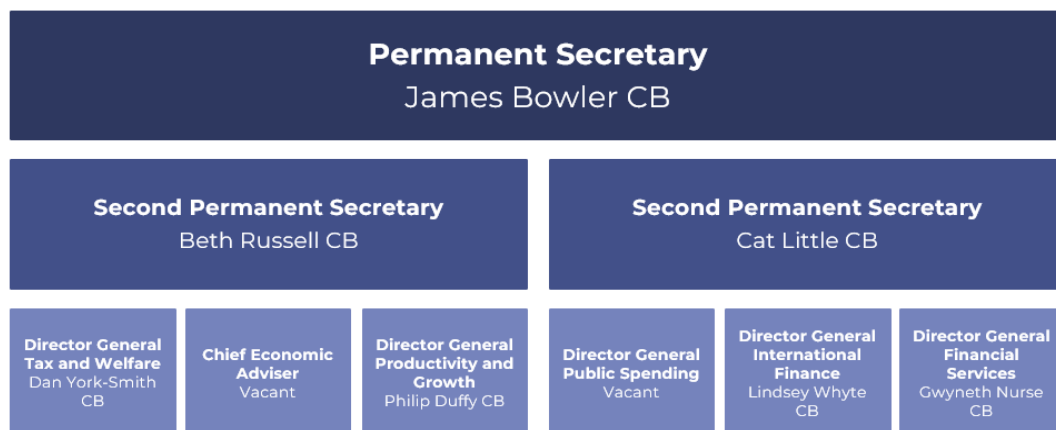 Permanent Secretary
James Bowler CB
Second Permanent Secretary
Beth Russell CB
Second Permanent Secretary
Cat Little CB
Director General
Tax and Welfare
Dan York-Smith
CB
Chief Economic
Adviser
Vacant
Director General
Productivity and
Growth
Philip Duffy CB
Director General
Public Spending
Vacant
Director General
International
Finance
Lindsey Whyte
CB
Director General
Financial
Services
Gwyneth Nurse
CB